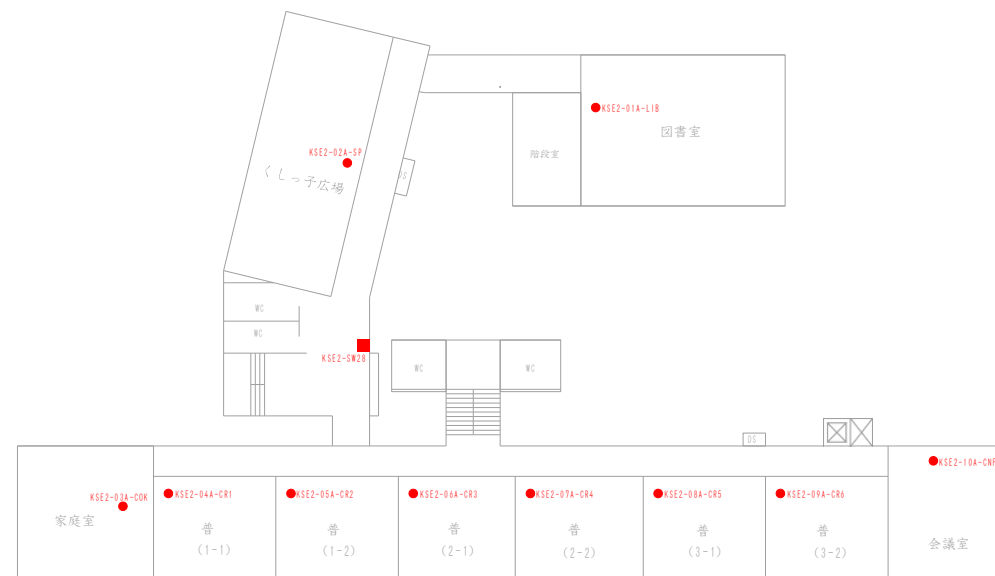 KSE2-01A-LIB
図書室
階段室
KSE2-02A-SP
くしっ子広場
DS
WC
WC
KSE2-SW28
WC
WC
DS
KSE2-10A-CNF
KSE2-03A-COK
KSE2-04A-CR1
KSE2-05A-CR2
KSE2-06A-CR3
KSE2-07A-CR4
KSE2-08A-CR5
KSE2-09A-CR6
家庭室
普
(1-1)
普
(1-2)
普
(2-1)
普
(2-2)
普
(3-1)
普
(3-2)
会議室